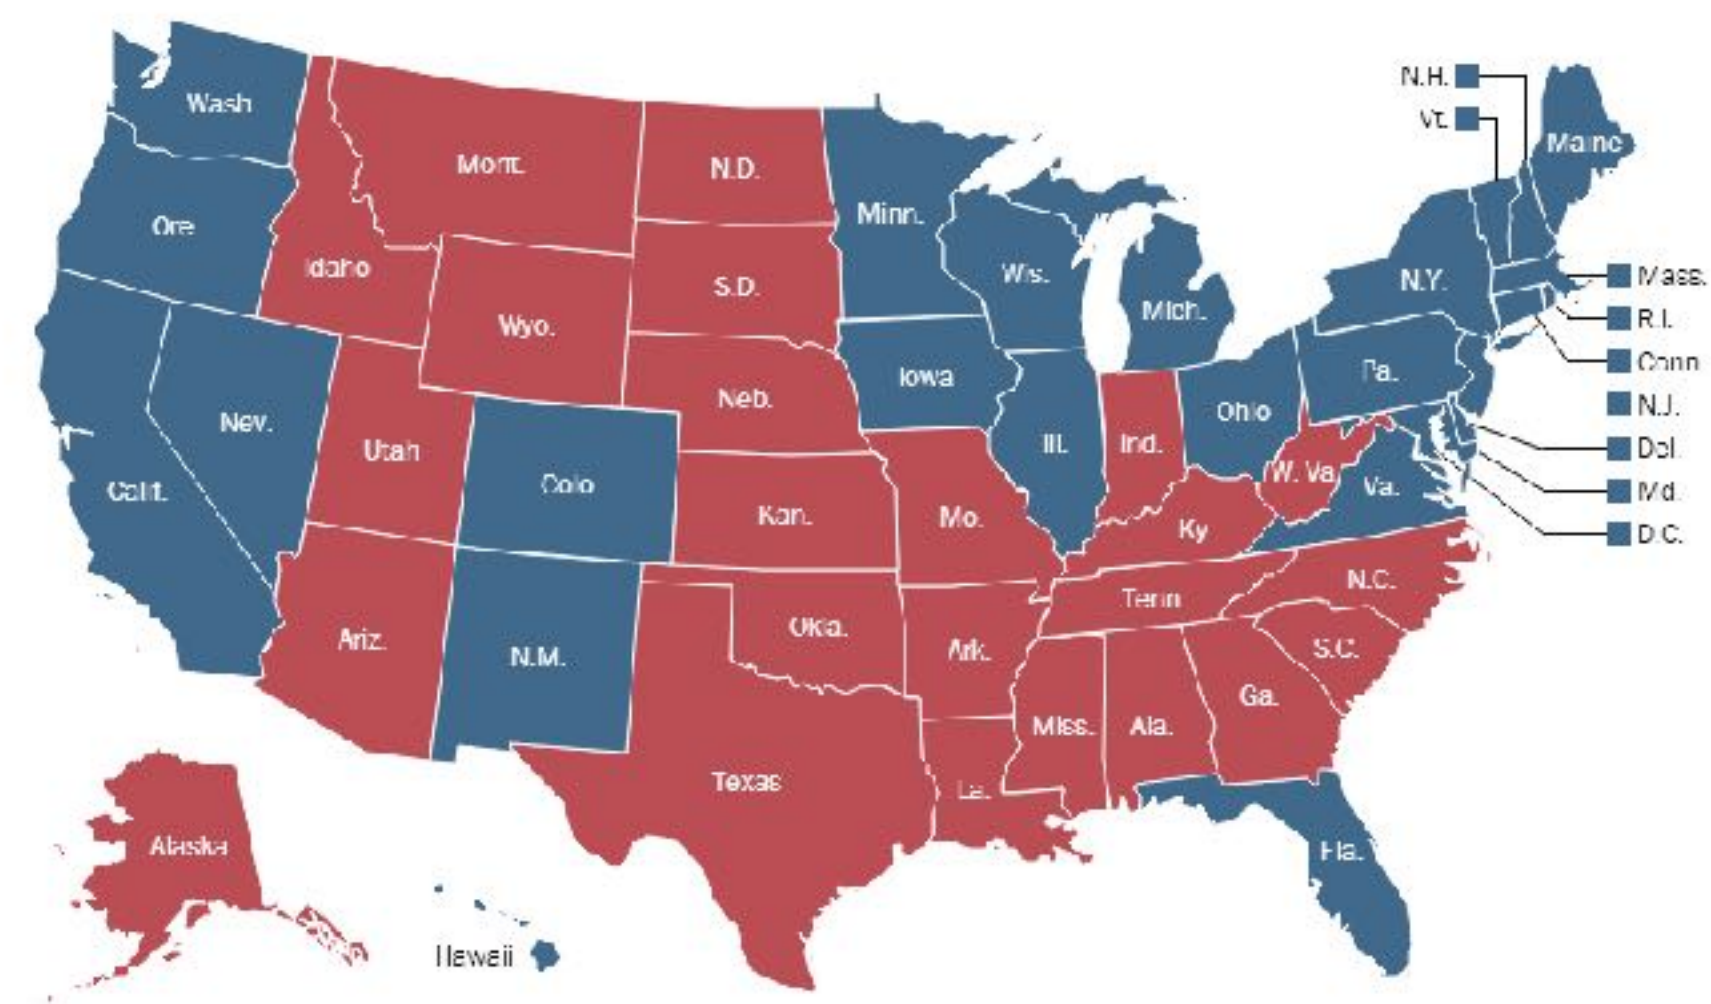 Wash
Ore
Calif.
Nev.
Idaho
Mont.
Wyo.
Utah
Ariz.
Colo
N.M.
N.D.
S.D.
Neb.
Kan.
Okla.
Texas
Minn.
Iowa
Mo.
Ark.
La.
Wis.
Ill.
Mich.
Ind.
Ohio
Ky
Tenn
Miss.
Ala.
Ga.
Fla.
S.C.
N.C.
Va.
W. Va
Pa.
N.Y.
Maine
N.H.
Vt.
Mass.
R.I.
Conn
N.J.
Del.
Md.
D.C.
Alaska
Hawaii